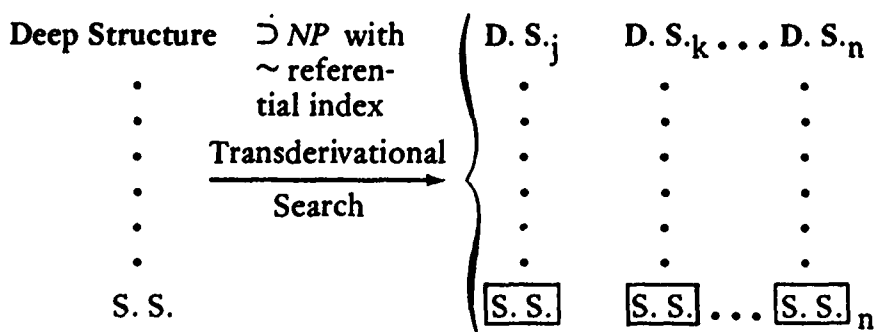 Deep Structure ⊃̇ NP with D. S.j D. S.k . . . D. S.n
~ referen-
tial index
Transderivational
Search
S. S. S. S. S. S. . . . S. S. n